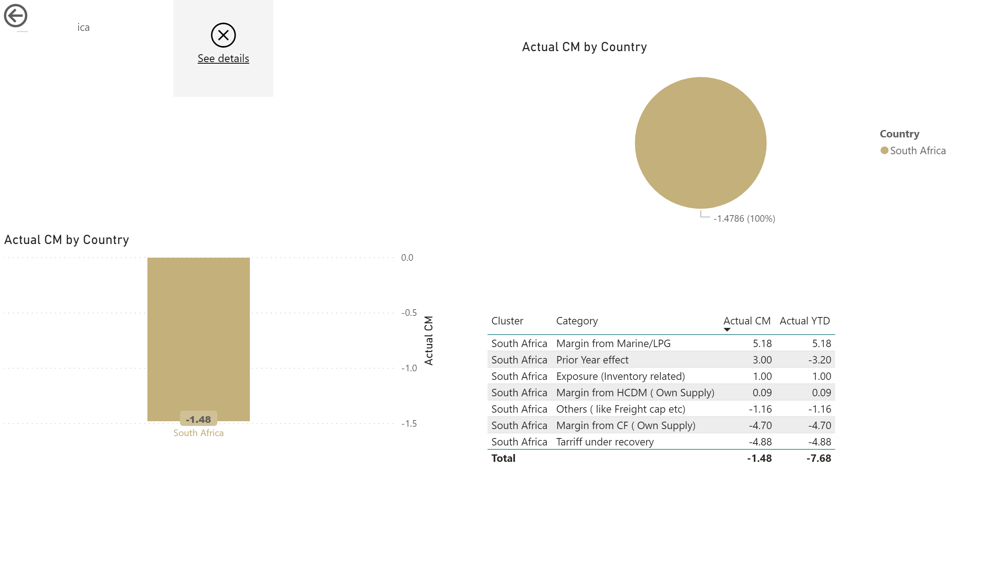 ica
See details
Actual CM by Country
Country
South Africa
-1.4786 (100%)
Actual CM by Country
0.0
-0.5
-1.0
-1.5
Actual CM
-1.48
South Africa
Cluster Category Actual CM Actual YTD
South Africa Margin from Marine/LPG 5.18 5.18
South Africa Prior Year effect 3.00 -3.20
South Africa Exposure (Inventory related) 1.00 1.00
South Africa Margin from HCDM ( Own Supply) 0.09 0.09
South Africa Others ( like Freight cap etc) -1.16 -1.16
South Africa Margin from CF ( Own Supply) -4.70 -4.70
South Africa Tarriff under recovery -4.88 -4.88
Total -1.48 -7.68